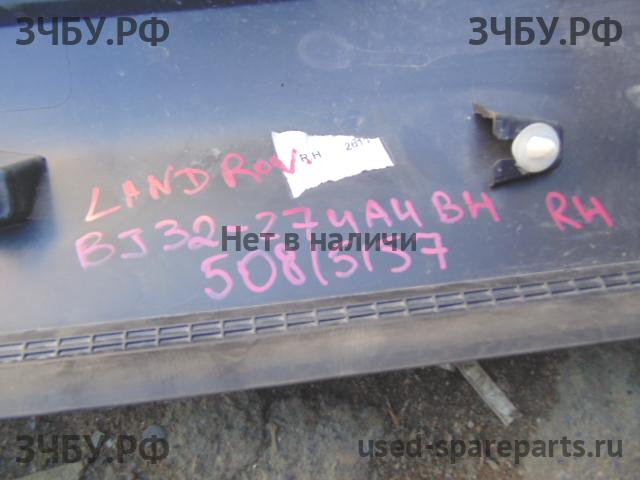 ЗЧБУ.РФ ЗЧБУ.РФ
RH 2011
LAND ROV.
BJ32-274A4BH RH
Нет в наличи
508/5/57
ЗЧБУ.РФ used-spareparts.ru